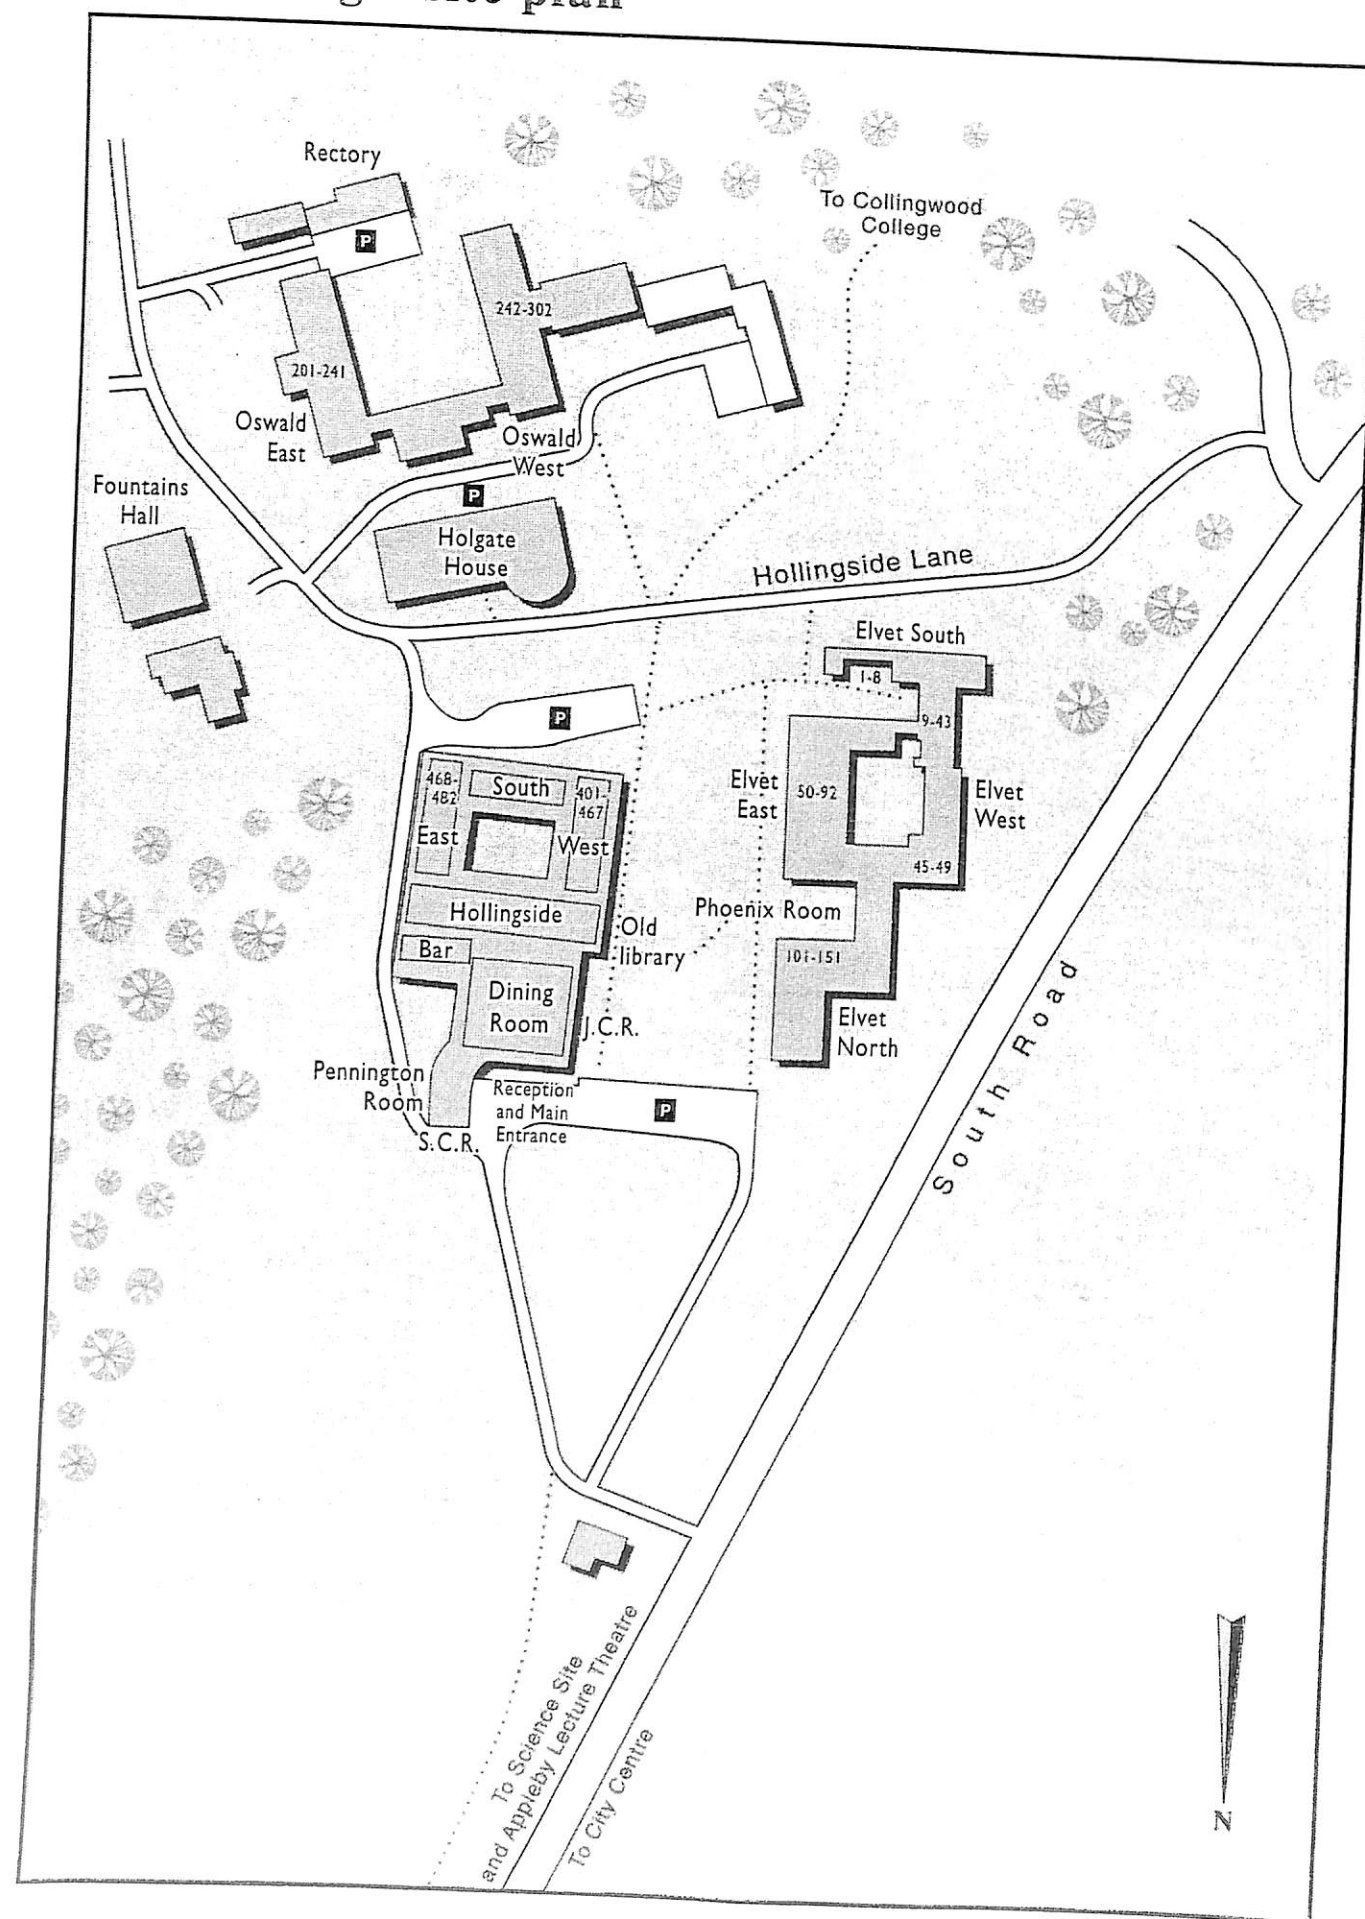 site plan
Rectory
P
To Collingwood
College
242-302
201-241
Oswald
East
Oswald
West
P
Fountains
Hall
Holgate
House
Hollingside Lane
Elvet South
1-8
9-43
P
468-
482
South
401-
467
East
West
Elvet
East
50-92
Elvet
West
45-49
Hollingside
Old
library
Phoenix Room
Bar
101-151
Dining
Room
J.C.R.
Elvet
North
Pennington
Room
Reception
and Main
Entrance
P
S.C.R.
South Road
To Science Site
and Appleby Lecture Theatre
To City Centre
N